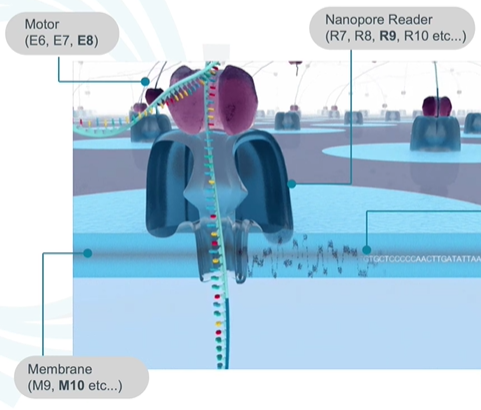 Motor
(E6, E7, E8)
Nanopore Reader
(R7, R8, R9, R10 etc...)
GTGCTCCCCCAACTTGATATTAA
Membrane
(M9, M10 etc...)